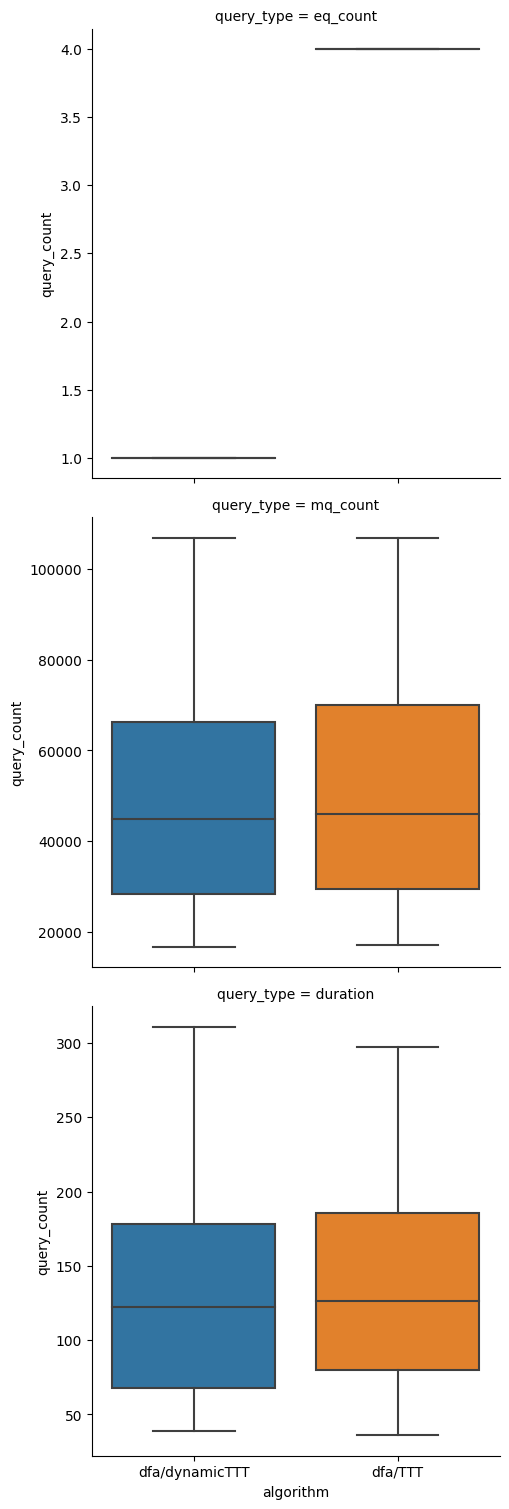 query_type = eq_count
4.0
3.5
3.0
2.5
2.0
1.5
1.0
query_count
query_type = mq_count
100000
80000
60000
40000
20000
query_count
query_type = duration
300
250
200
150
100
50
query_count
dfa/dynamicTTT
dfa/TTT
algorithm